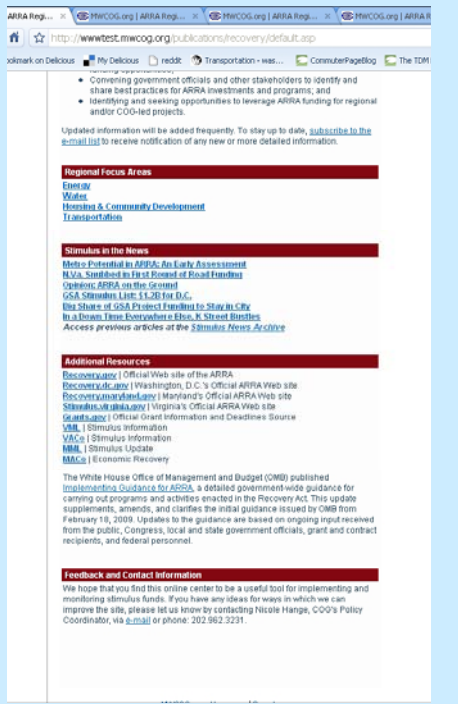 ARRA Regi... MWCOG.org | ARRA Regi... MWCOG.org | ARRA Regi... MWCOG.org | ARRA R
http://wwwtest.mwcog.org/publications/recovery/default.asp
ookmark on Delicious My Delicious reddit Transportation - was... CommuterPageBlog The TDM
funding opportunities;
• Convening government officials and other stakeholders to identify and
share best practices for ARRA investments and programs; and
• Identifying and seeking opportunities to leverage ARRA funding for regional
and/or COG-led projects.
Updated information will be added frequently. To stay up to date, subscribe to the
e-mail list to receive notification of any new or more detailed information.
Regional Focus Areas
Energy
Water
Housing & Community Development
Transportation
Stimulus in the News
Metro Potential in ARRA: An Early Assessment
N.Va. Snubbed in First Round of Road Funding
Opinion: ARRA on the Ground
GSA Stimulus List: $1.2B for D.C.
Big Share of GSA Project Funding to Stay in City
In a Down Time Everywhere Else, K Street Bustles
Access previous articles at the Stimulus News Archive
Additional Resources
Recovery.gov | Official Web site of the ARRA
Recovery.dc.gov | Washington, D.C.'s Official ARRA Web site
Recovery.maryland.gov | Maryland's Official ARRA Web site
Stimulus.virginia.gov | Virginia's Official ARRA Web site
Grants.gov | Official Grant Information and Deadlines Source
VML | Stimulus Information
VACo | Stimulus Information
MML | Stimulus Update
MACo | Economic Recovery
The White House Office of Management and Budget (OMB) published
Implementing Guidance for ARRA, a detailed government-wide guidance for
carrying out programs and activities enacted in the Recovery Act. This update
supplements, amends, and clarifies the initial guidance issued by OMB from
February 18, 2009. Updates to the guidance are based on ongoing input received
from the public, Congress, local and state government officials, grant and contract
recipients, and federal personnel.
Feedback and Contact Information
We hope that you find this online center to be a useful tool for implementing and
monitoring stimulus funds. If you have any ideas for ways in which we can
improve the site, please let us know by contacting Nicole Hange, COG's Policy
Coordinator, via e-mail or phone: 202.962.3231.